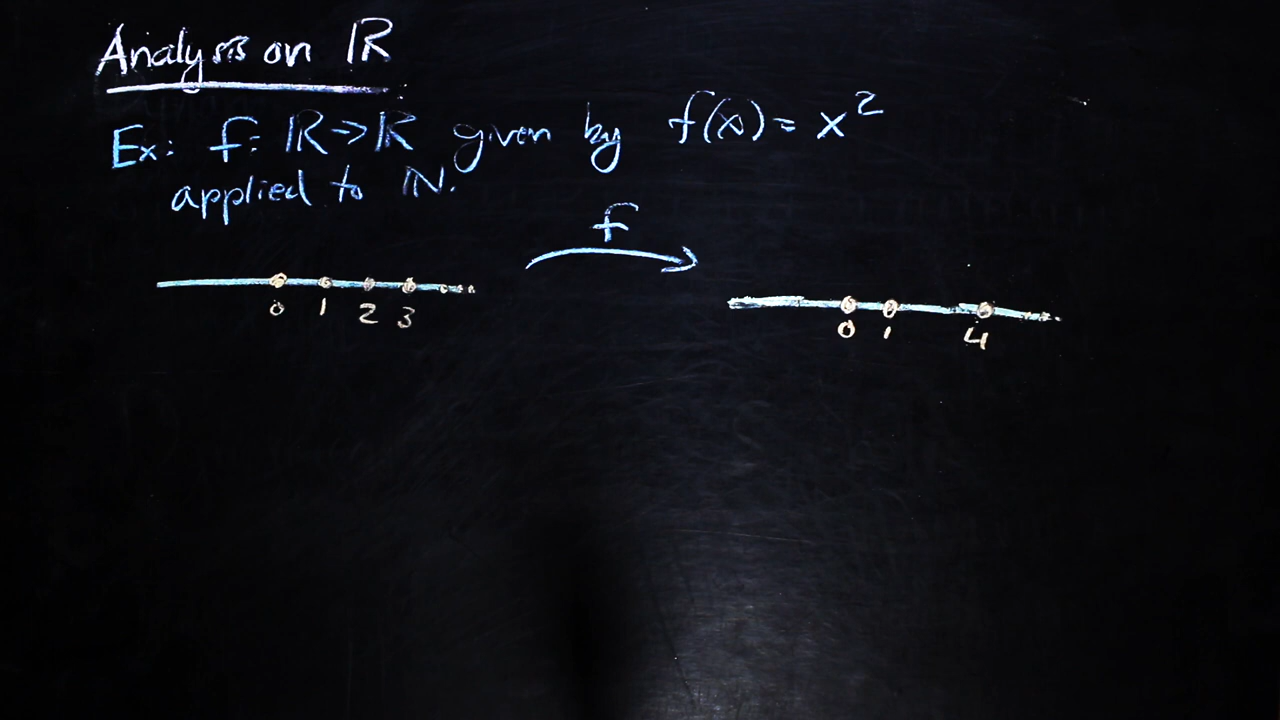 Analysis on ℝ
Ex: f: ℝ→ℝ given by f(x) = x²
applied to ℕ.
f
0 1 2 3
0 1 4